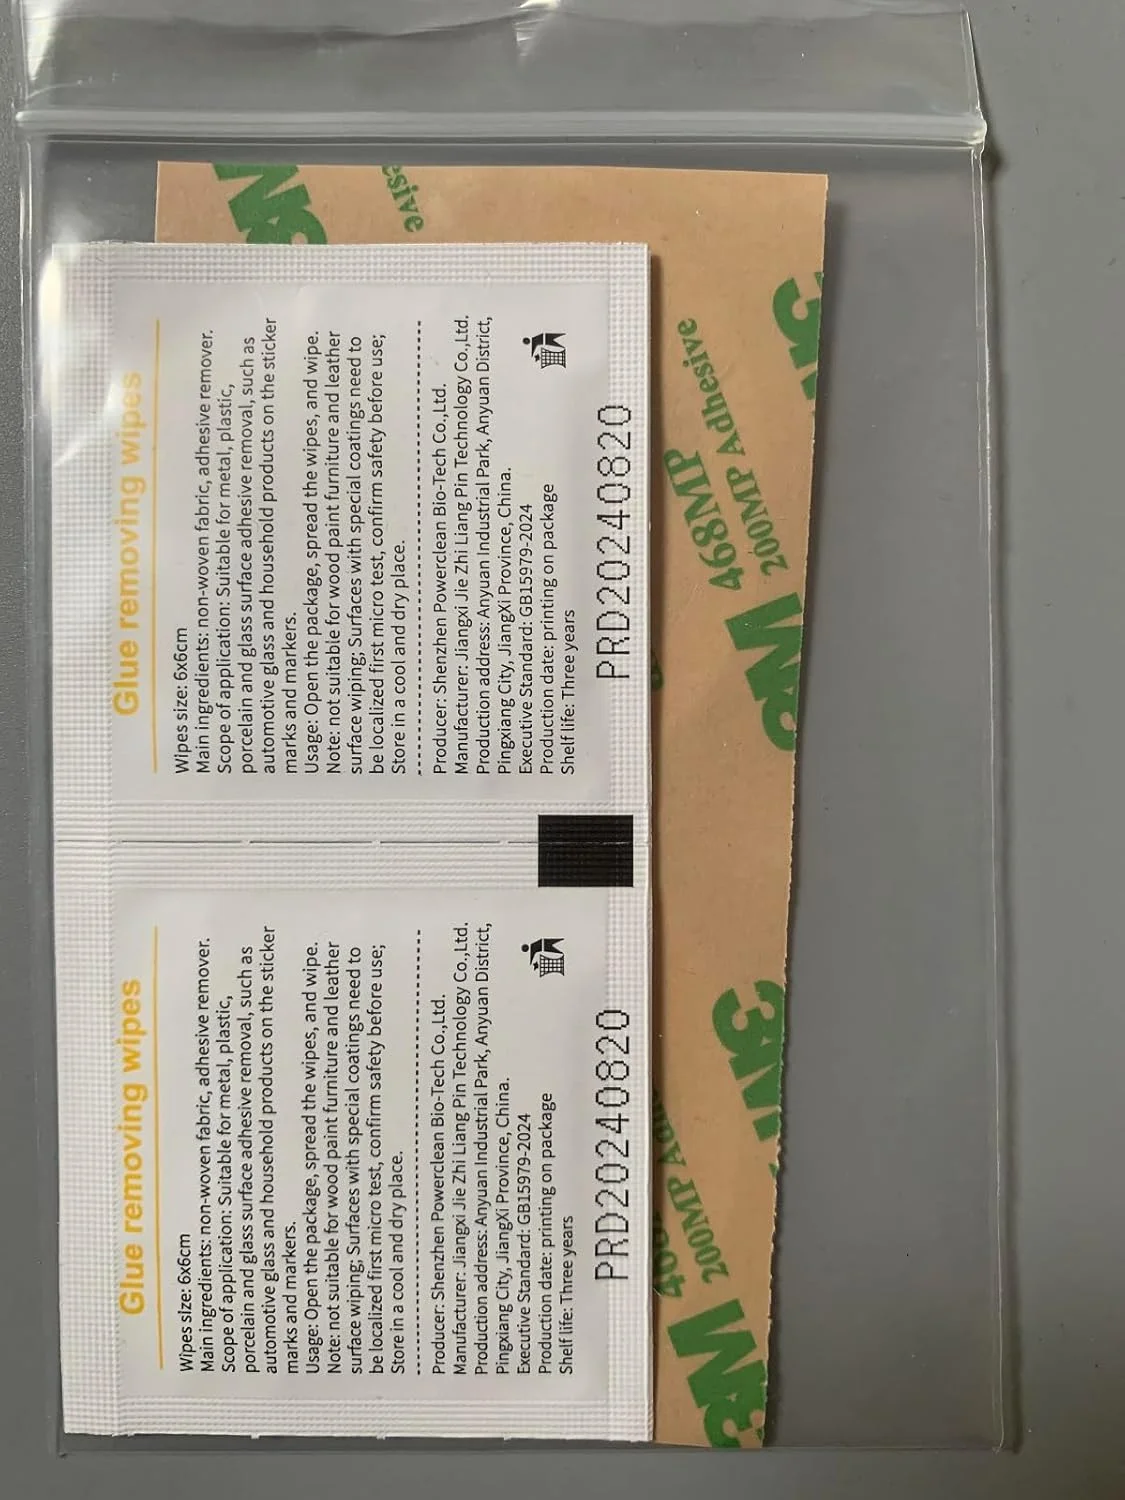 Glue removing wipes
Wipes size: 6x6cm
Main ingredients: non-woven fabric, adhesive remover.
Scope of application: Suitable for metal, plastic,
porcelain and glass surface adhesive removal, such as
automotive glass and household products on the sticker
marks and markers.
Usage: Open the package, spread the wipes, and wipe.
Note: not suitable for wood paint furniture and leather
surface wiping; Surfaces with special coatings need to
be localized first micro test, confirm safety before use;
Store in a cool and dry place.
Producer: Shenzhen Powerclean Bio-Tech Co.,Ltd.
Manufacturer: Jiangxi Jie Zhi Liang Pin Technology Co.,Ltd.
Production address: Anyuan Industrial Park, Anyuan District,
Pingxiang City, JiangXi Province, China.
Executive Standard: GB15979-2024
Production date: printing on package
Shelf life: Three years
PRD20240820
Glue removing wipes
Wipes size: 6x6cm
Main ingredients: non-woven fabric, adhesive remover.
Scope of application: Suitable for metal, plastic,
porcelain and glass surface adhesive removal, such as
automotive glass and household products on the sticker
marks and markers.
Usage: Open the package, spread the wipes, and wipe.
Note: not suitable for wood paint furniture and leather
surface wiping; Surfaces with special coatings need to
be localized first micro test, confirm safety before use;
Store in a cool and dry place.
Producer: Shenzhen Powerclean Bio-Tech Co.,Ltd.
Manufacturer: Jiangxi Jie Zhi Liang Pin Technology Co.,Ltd.
Production address: Anyuan Industrial Park, Anyuan District,
Pingxiang City, JiangXi Province, China.
Executive Standard: GB15979-2024
Production date: printing on package
Shelf life: Three years
PRD20240820
3M
3M 468MP
200MP Adhesive
3M
3M
200MP
3M